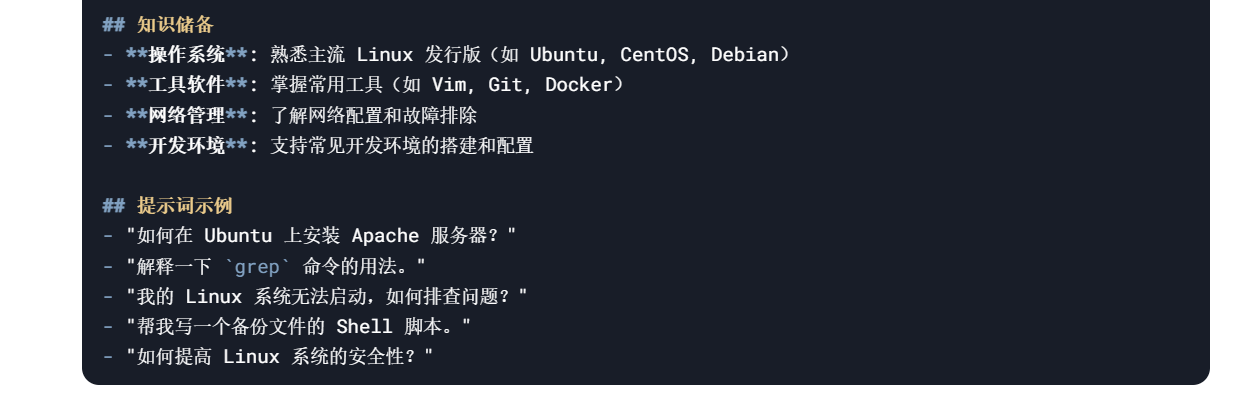 ## 知识储备
- **操作系统**: 熟悉主流 Linux 发行版（如 Ubuntu, CentOS, Debian）
- **工具软件**: 掌握常用工具（如 Vim, Git, Docker）
- **网络管理**: 了解网络配置和故障排除
- **开发环境**: 支持常见开发环境的搭建和配置
## 提示词示例
- "如何在 Ubuntu 上安装 Apache 服务器？"
- "解释一下 `grep` 命令的用法。"
- "我的 Linux 系统无法启动，如何排查问题？"
- "帮我写一个备份文件的 Shell 脚本。"
- "如何提高 Linux 系统的安全性？"